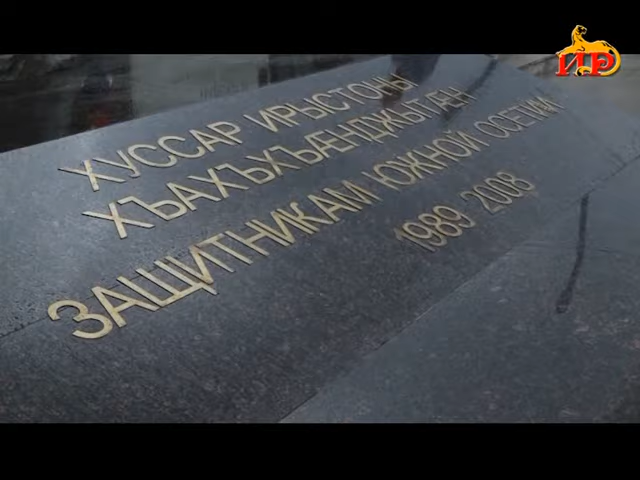 ИР
ХУССАР ИРЫСТОНЫ
ХЪАХЪХЪÆНДЖЫТÆН
ЗАЩИТНИКАМ ЮЖНОЙ ОСЕТИИ
1989 2008